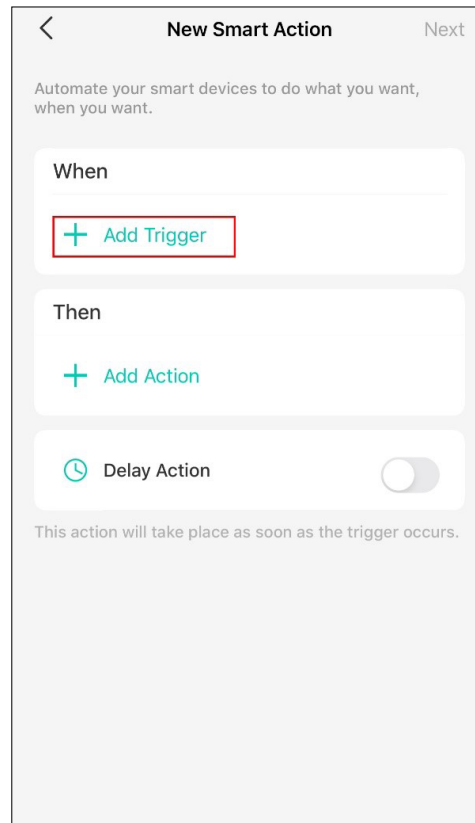 New Smart Action Next
Automate your smart devices to do what you want,
when you want.
When
Add Trigger
Then
Add Action
Delay Action
This action will take place as soon as the trigger occurs.